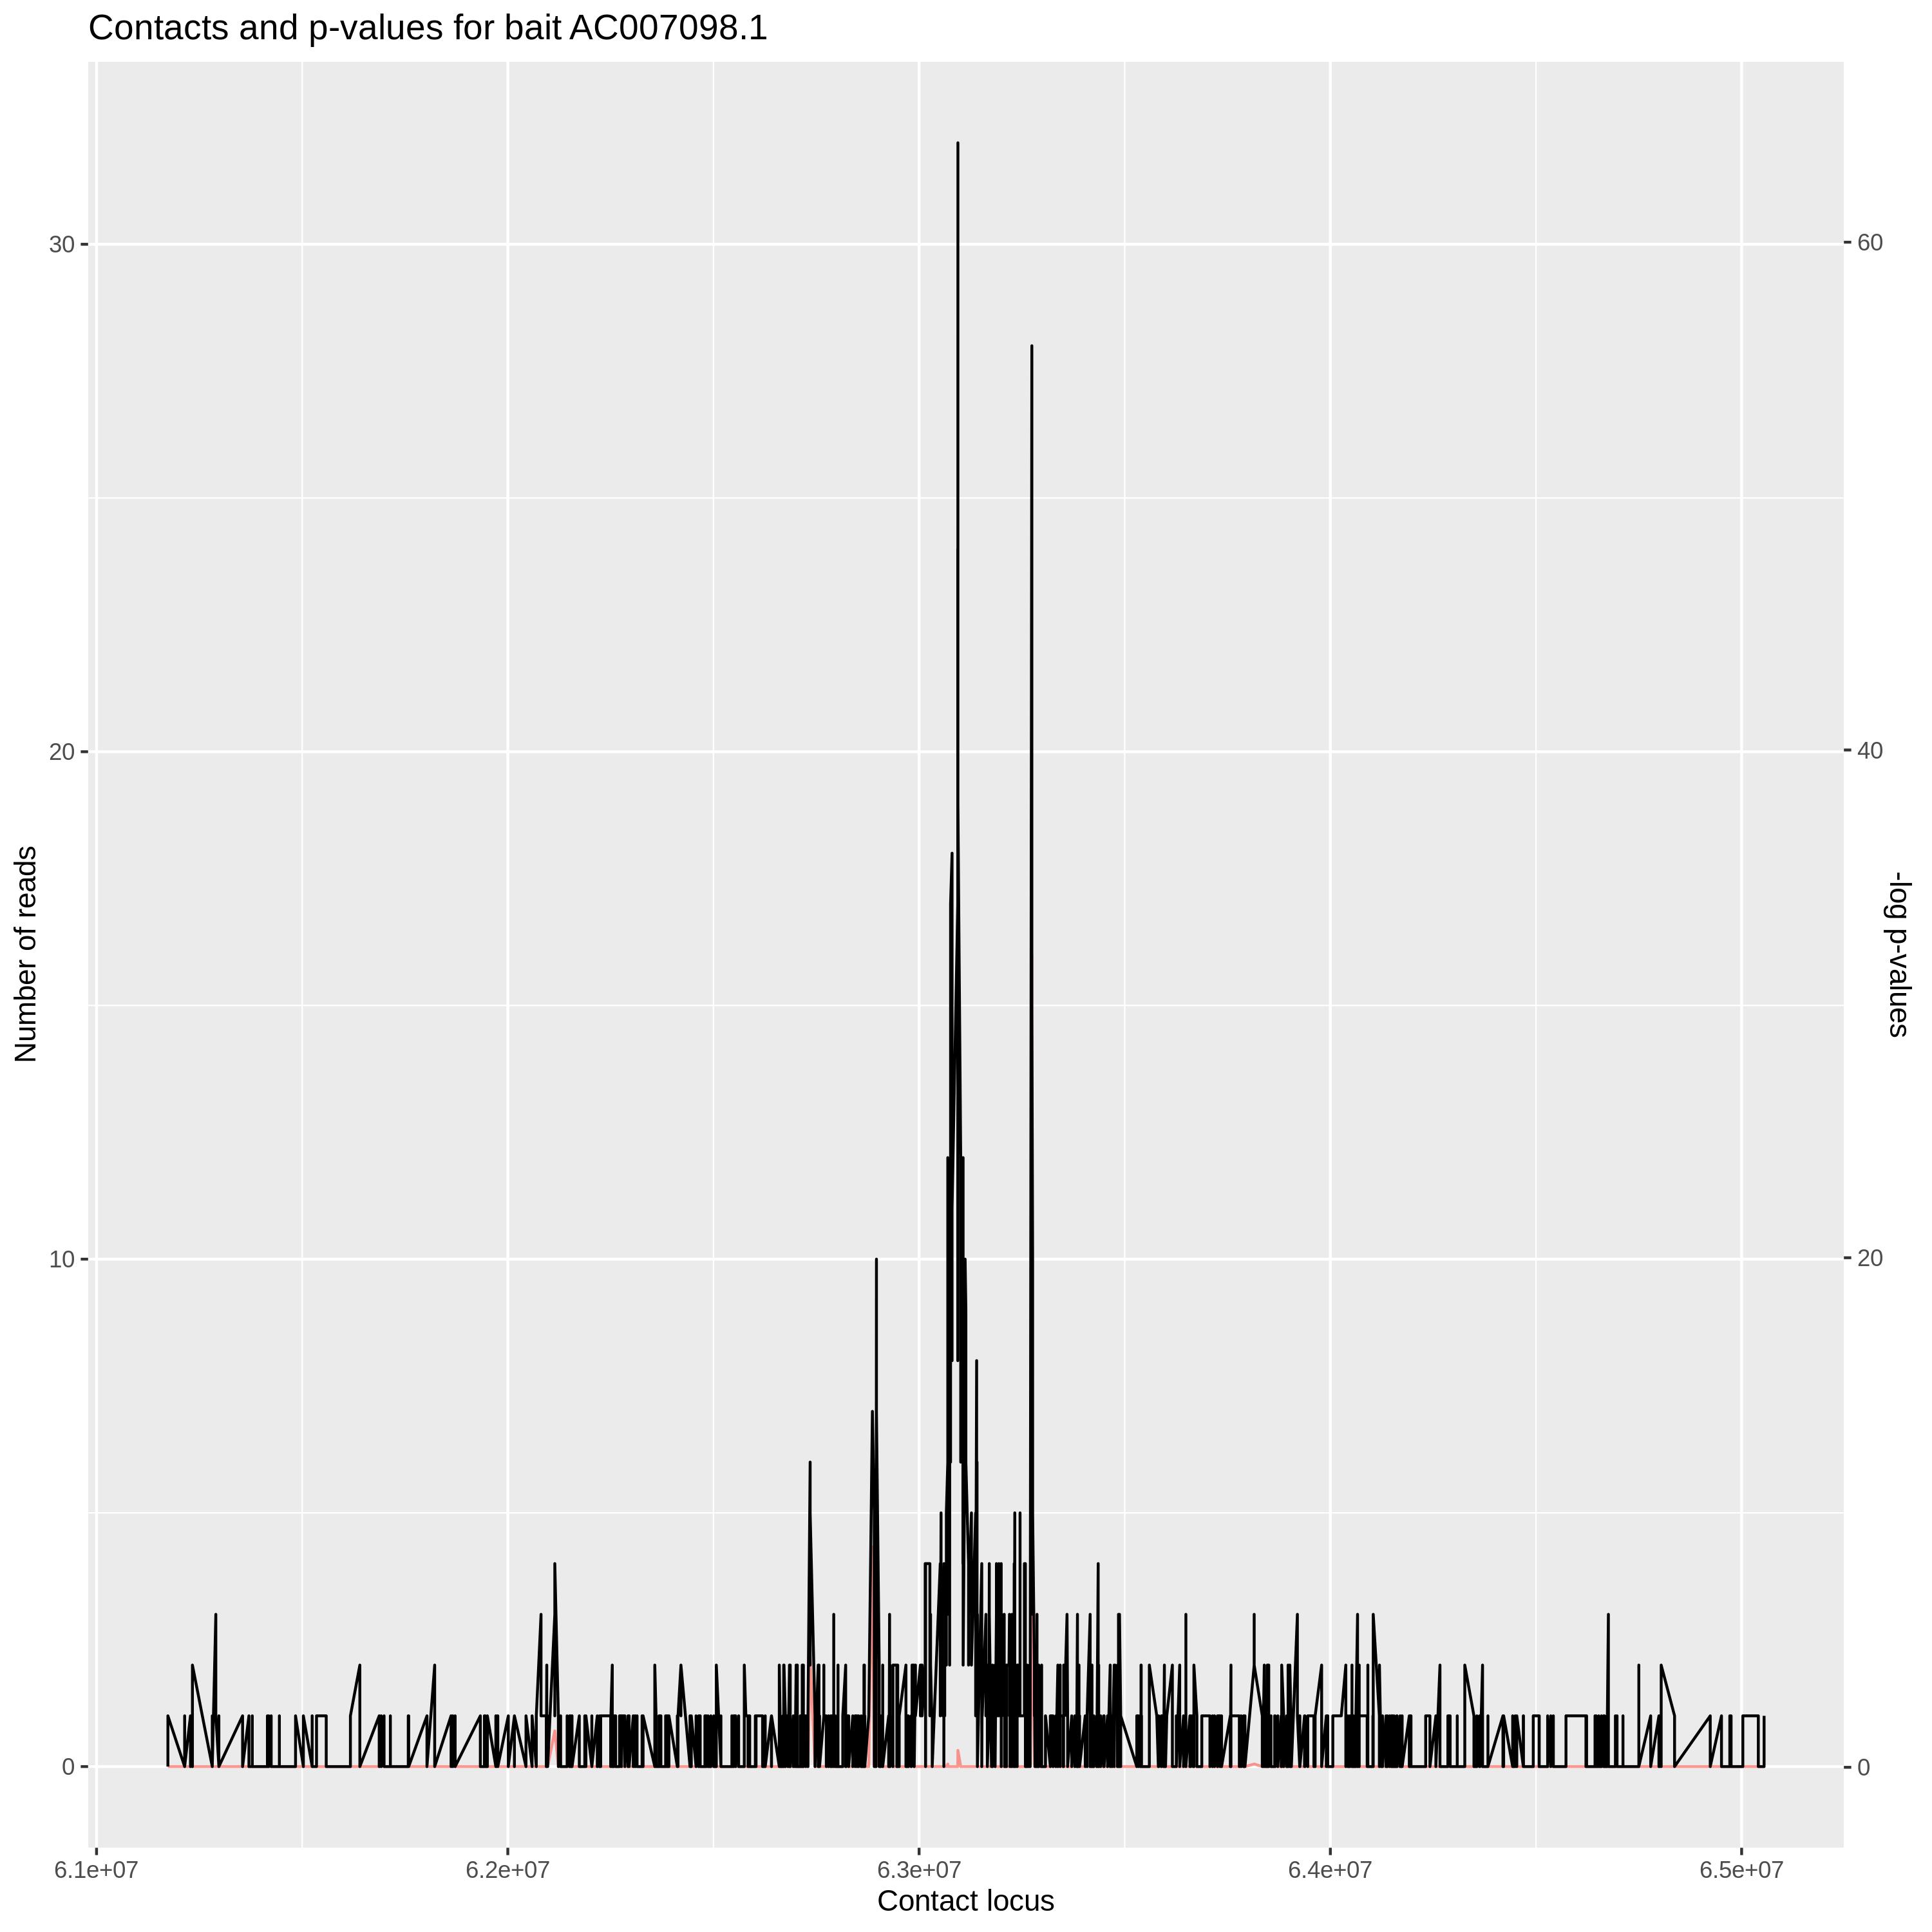 Contacts and p-values for bait AC007098.1
30
20
10
0
60
40
20
0
Number of reads
-log p-values
6.1e+07
6.2e+07
6.3e+07
6.4e+07
6.5e+07
Contact locus